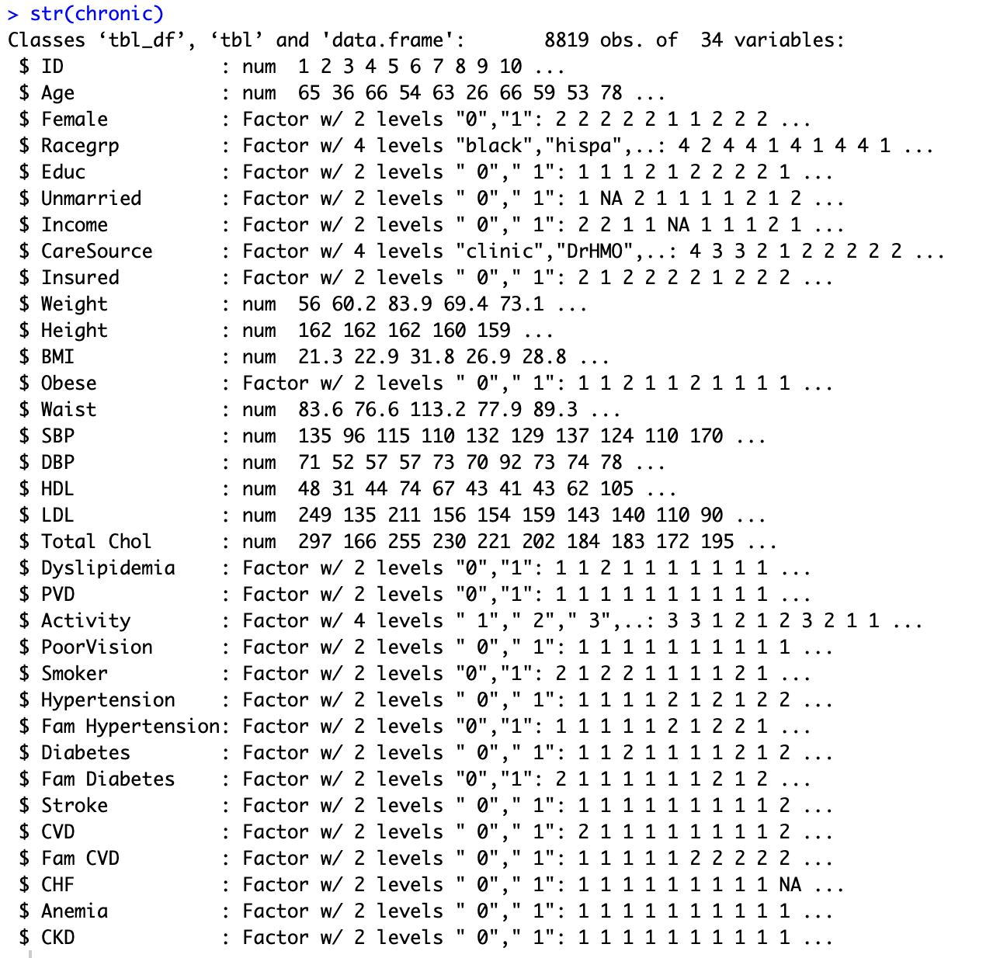 > str(chronic)
Classes ‘tbl_df’, ‘tbl’ and 'data.frame':       8819 obs. of  34 variables:
 $ ID              : num  1 2 3 4 5 6 7 8 9 10 ...
 $ Age             : num  65 36 66 54 63 26 66 59 53 78 ...
 $ Female          : Factor w/ 2 levels "0","1": 2 2 2 2 2 1 1 2 2 2 ...
 $ Racegrp         : Factor w/ 4 levels "black","hispa",..: 4 2 4 4 1 4 1 4 4 1 ...
 $ Educ            : Factor w/ 2 levels " 0"," 1": 1 1 1 2 1 2 2 2 2 1 ...
 $ Unmarried       : Factor w/ 2 levels " 0"," 1": 1 NA 2 1 1 1 1 2 1 2 ...
 $ Income          : Factor w/ 2 levels " 0"," 1": 2 2 1 1 NA 1 1 1 2 1 ...
 $ CareSource      : Factor w/ 4 levels "clinic","DrHMO",..: 4 3 3 2 1 2 2 2 2 2 ...
 $ Insured         : Factor w/ 2 levels " 0"," 1": 2 1 2 2 2 2 1 2 2 2 ...
 $ Weight          : num  56 60.2 83.9 69.4 73.1 ...
 $ Height          : num  162 162 162 160 159 ...
 $ BMI             : num  21.3 22.9 31.8 26.9 28.8 ...
 $ Obese           : Factor w/ 2 levels " 0"," 1": 1 1 2 1 1 2 1 1 1 1 ...
 $ Waist           : num  83.6 76.6 113.2 77.9 89.3 ...
 $ SBP             : num  135 96 115 110 132 129 137 124 110 170 ...
 $ DBP             : num  71 52 57 57 73 70 92 73 74 78 ...
 $ HDL             : num  48 31 44 74 67 43 41 43 62 105 ...
 $ LDL             : num  249 135 211 156 154 159 143 140 110 90 ...
 $ Total Chol      : num  297 166 255 230 221 202 184 183 172 195 ...
 $ Dyslipidemia    : Factor w/ 2 levels "0","1": 1 1 2 1 1 1 1 1 1 1 ...
 $ PVD             : Factor w/ 2 levels "0","1": 1 1 1 1 1 1 1 1 1 1 ...
 $ Activity        : Factor w/ 4 levels " 1"," 2"," 3",..: 3 3 1 2 1 2 3 2 1 1 ...
 $ PoorVision      : Factor w/ 2 levels " 0"," 1": 1 1 1 1 1 1 1 1 1 1 ...
 $ Smoker          : Factor w/ 2 levels "0","1": 2 1 2 2 1 1 1 1 2 1 ...
 $ Hypertension    : Factor w/ 2 levels " 0"," 1": 1 1 1 1 2 1 2 1 2 2 ...
 $ Fam Hypertension: Factor w/ 2 levels "0","1": 1 1 1 1 1 2 1 2 2 1 ...
 $ Diabetes        : Factor w/ 2 levels " 0"," 1": 1 1 2 1 1 1 1 2 1 2 ...
 $ Fam Diabetes    : Factor w/ 2 levels "0","1": 2 1 1 1 1 1 1 2 1 2 ...
 $ Stroke          : Factor w/ 2 levels " 0"," 1": 1 1 1 1 1 1 1 1 1 2 ...
 $ CVD             : Factor w/ 2 levels " 0"," 1": 2 1 1 1 1 1 1 1 1 2 ...
 $ Fam CVD         : Factor w/ 2 levels " 0"," 1": 1 1 1 1 1 2 2 2 2 2 ...
 $ CHF             : Factor w/ 2 levels " 0"," 1": 1 1 1 1 1 1 1 1 1 NA ...
 $ Anemia          : Factor w/ 2 levels " 0"," 1": 1 1 1 1 1 1 1 1 1 1 ...
 $ CKD             : Factor w/ 2 levels " 0"," 1": 1 1 1 1 1 1 1 1 1 1 ...